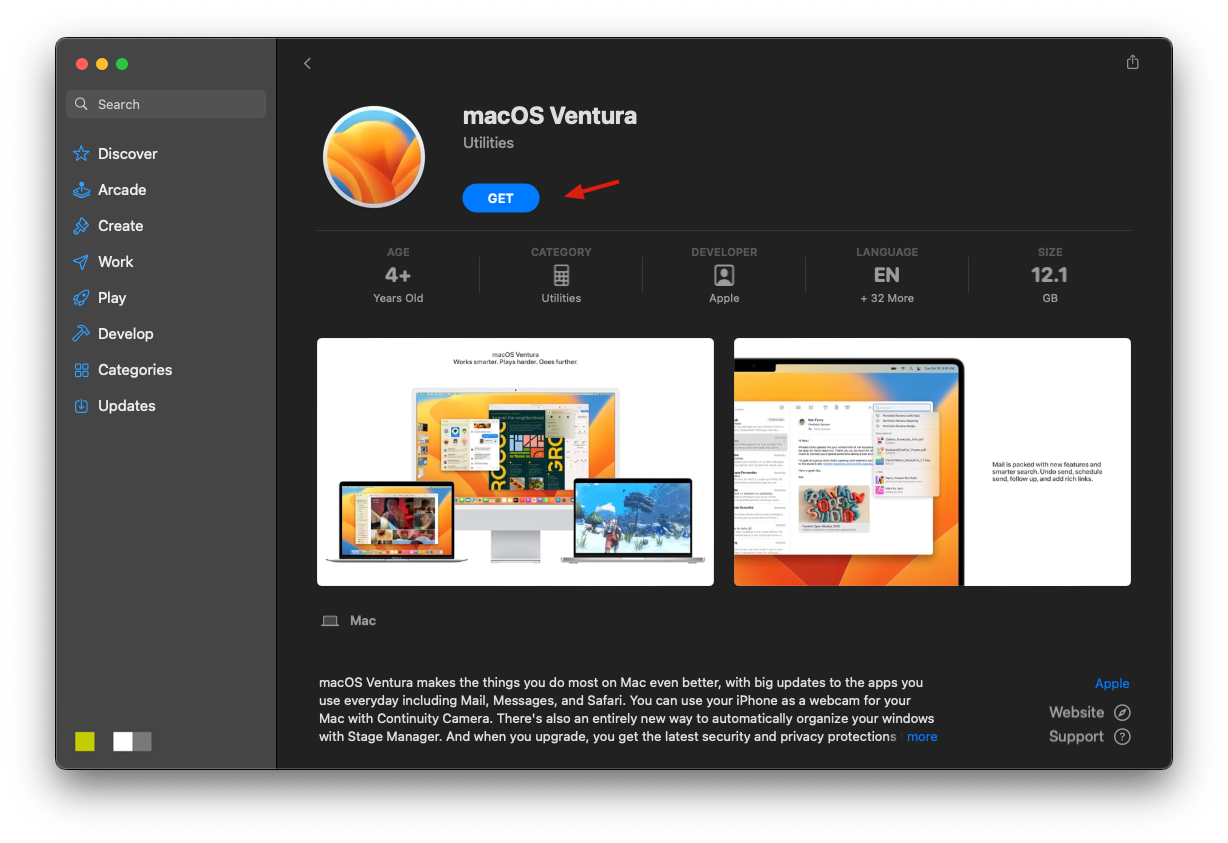 Search
Discover
Arcade
Create
Work
Play
Develop
Categories
Updates
macOS Ventura
Utilities
GET
AGE
4+
Years Old
CATEGORY
Utilities
DEVELOPER
Apple
LANGUAGE
EN
+ 32 More
SIZE
12.1
GB
macOS Ventura
Works smarter. Plays harder. Goes further.
Mail is packed with new features and
smarter search. Undo send, schedule
send, follow up, and add rich links.
Mac
macOS Ventura makes the things you do most on Mac even better, with big updates to the apps you
use everyday including Mail, Messages, and Safari. You can use your iPhone as a webcam for your
Mac with Continuity Camera. There's also an entirely new way to automatically organize your windows
with Stage Manager. And when you upgrade, you get the latest security and privacy protections more
Apple
Website
Support